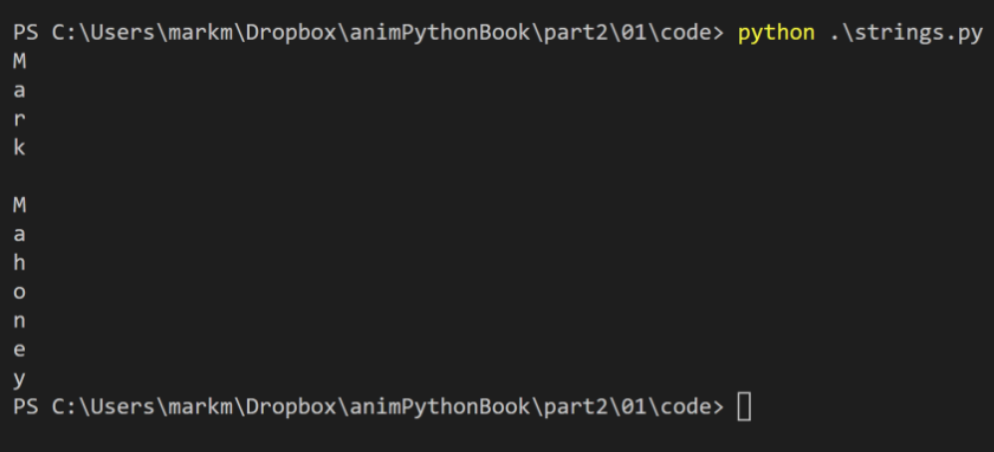 PS C:\Users\markm\Dropbox\animPythonBook\part2\01\code> python .\strings.py
M
a
r
k

M
a
h
o
n
e
y
PS C:\Users\markm\Dropbox\animPythonBook\part2\01\code>